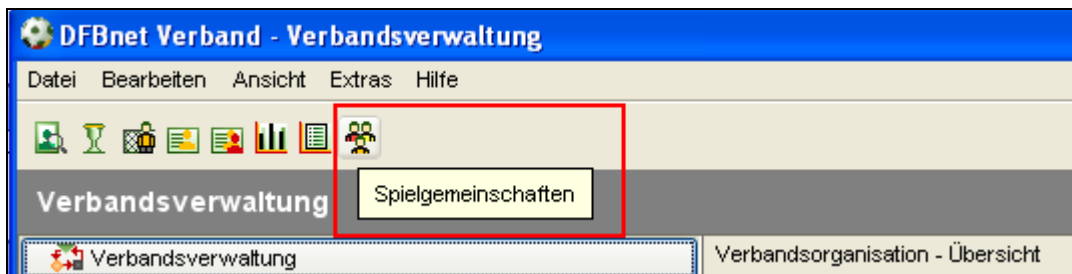 DFBnet Verband - Verbandsverwaltung
Datei Bearbeiten Ansicht Extras Hilfe
Verbandsverwaltung
Spielgemeinschaften
Verbandsverwaltung
Verbandsorganisation - Übersicht